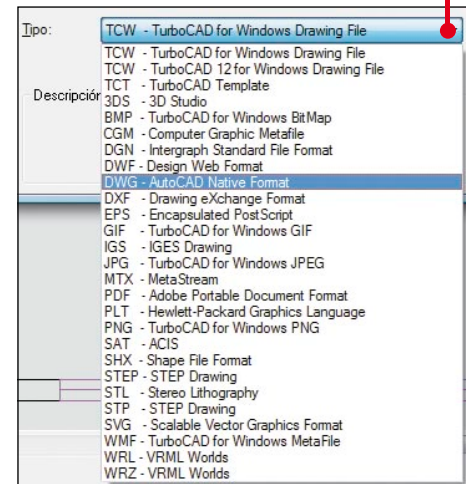 Tipo: TCW - TurboCAD for Windows Drawing File
TCW - TurboCAD for Windows Drawing File
TCW - TurboCAD 12 for Windows Drawing File
TCT - TurboCAD Template
Descripción
3DS - 3D Studio
BMP - TurboCAD for Windows BitMap
CGM - Computer Graphic Metafile
DGN - Intergraph Standard File Format
DWF - Design Web Format
DWG - AutoCAD Native Format
DXF - Drawing eXchange Format
EPS - Encapsulated PostScript
GIF - TurboCAD for Windows GIF
IGS - IGES Drawing
JPG - TurboCAD for Windows JPEG
MTX - MetaStream
PDF - Adobe Portable Document Format
PLT - Hewlett-Packard Graphics Language
PNG - TurboCAD for Windows PNG
SAT - ACIS
SHX - Shape File Format
STEP - STEP Drawing
STL - Stereo Lithography
STP - STEP Drawing
SVG - Scalable Vector Graphics Format
WMF - TurboCAD for Windows MetaFile
WRL - VRML Worlds
WRZ - VRML Worlds